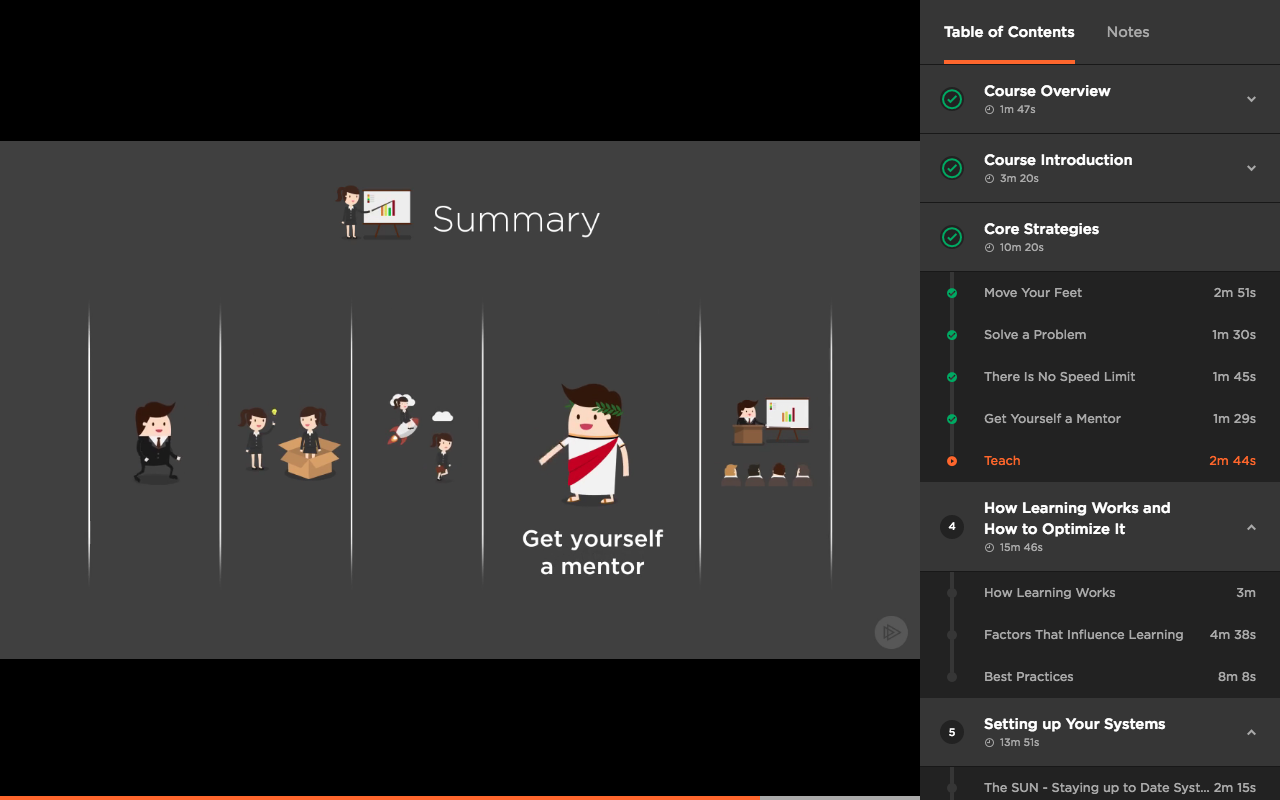 Summary
Get yourself
a mentor
Table of Contents
Notes
Course Overview
1m 47s
Course Introduction
3m 20s
Core Strategies
10m 20s
Move Your Feet 2m 51s
Solve a Problem 1m 30s
There Is No Speed Limit 1m 45s
Get Yourself a Mentor 1m 29s
Teach 2m 44s
4
How Learning Works and
How to Optimize It
15m 46s
How Learning Works 3m
Factors That Influence Learning 4m 38s
Best Practices 8m 8s
5
Setting up Your Systems
13m 51s
The SUN - Staying up to Date Syst... 2m 15s